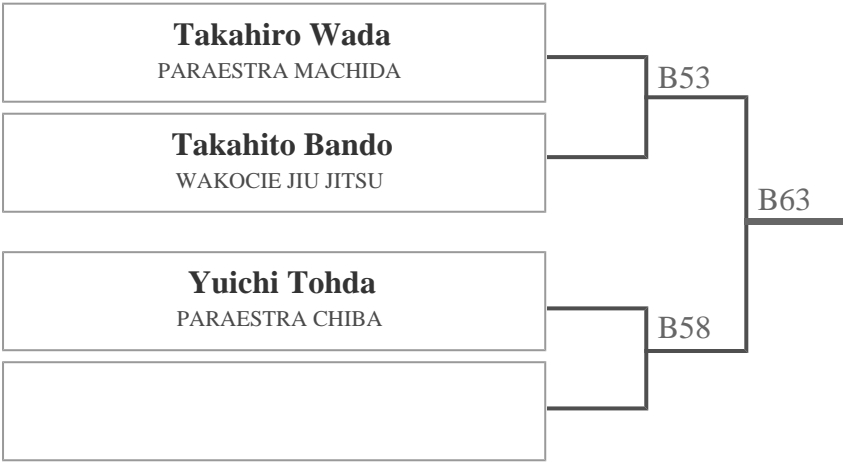 Takahiro Wada
PARAESTRA MACHIDA
B53
Takahito Bando
WAKOCIE JIU JITSU
B63
Yuichi Tohda
PARAESTRA CHIBA
B58